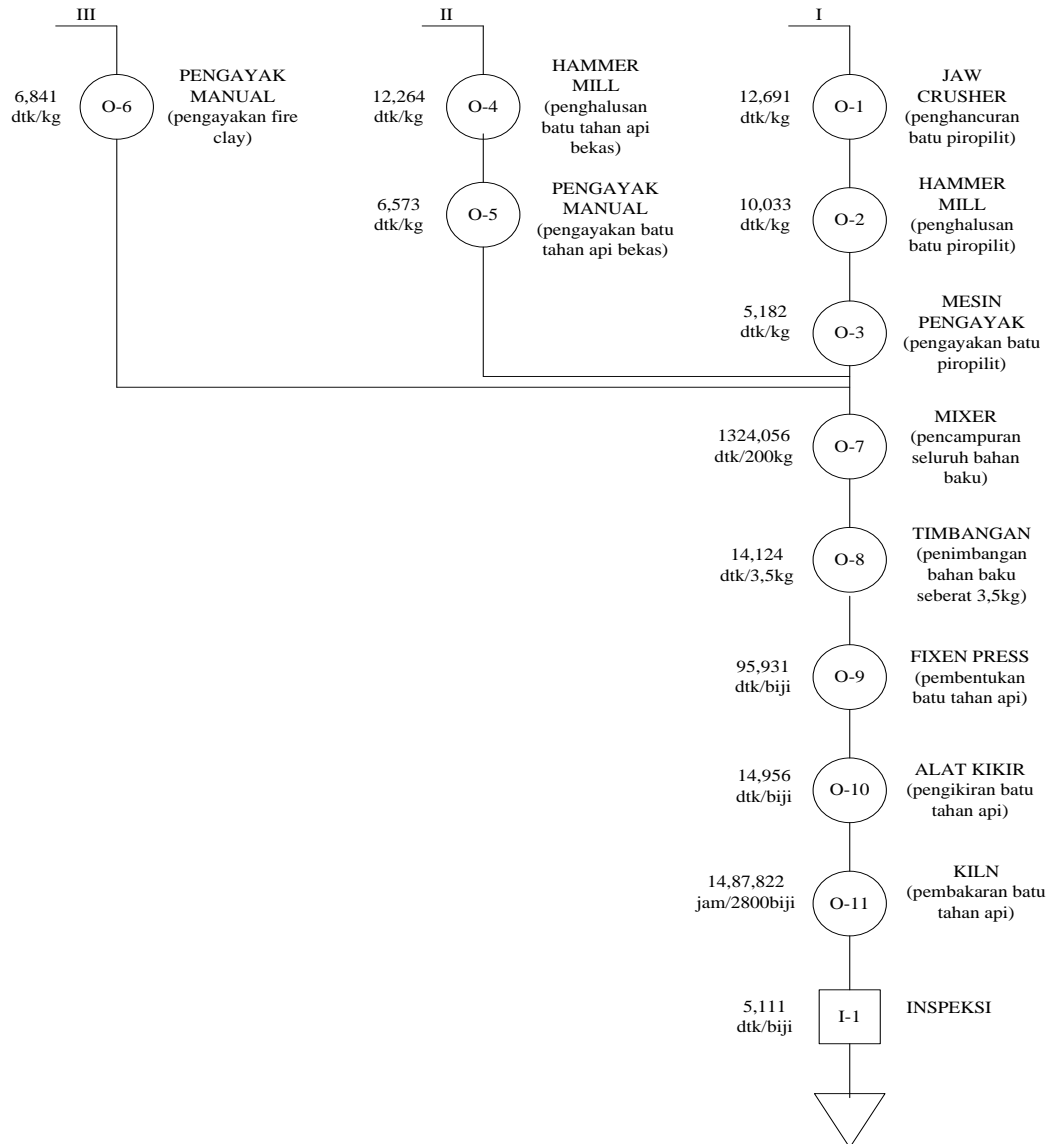 III
6,841
dtk/kg
O-6
PENGAYAK
MANUAL
(pengayakan fire
clay)
II
12,264
dtk/kg
O-4
HAMMER
MILL
(penghalusan
batu tahan api
bekas)
6,573
dtk/kg
O-5
PENGAYAK
MANUAL
(pengayakan batu
tahan api bekas)
I
12,691
dtk/kg
O-1
JAW
CRUSHER
(penghancuran
batu piropilit)
10,033
dtk/kg
O-2
HAMMER
MILL
(penghalusan
batu piropilit)
5,182
dtk/kg
O-3
MESIN
PENGAYAK
(pengayakan batu
piropilit)
1324,056
dtk/200kg
O-7
MIXER
(pencampuran
seluruh bahan
baku)
14,124
dtk/3,5kg
O-8
TIMBANGAN
(penimbangan
bahan baku
seberat 3,5kg)
95,931
dtk/biji
O-9
FIXEN PRESS
(pembentukan
batu tahan api)
14,956
dtk/biji
O-10
ALAT KIKIR
(pengikiran batu
tahan api)
14,87,822
jam/2800biji
O-11
KILN
(pembakaran batu
tahan api)
5,111
dtk/biji
I-1
INSPEKSI